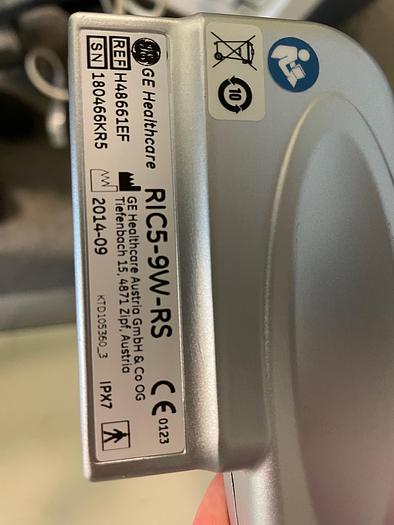 GE Healthcare
REF H48661EF
SN 180466KR5
RIC5-9W-RS
GE Healthcare Austria GmbH & Co OG
Tiefenbach 15, 4871 Zipf, Austria
2014-09
CE 0123
KTD105360_3
IPX7
10